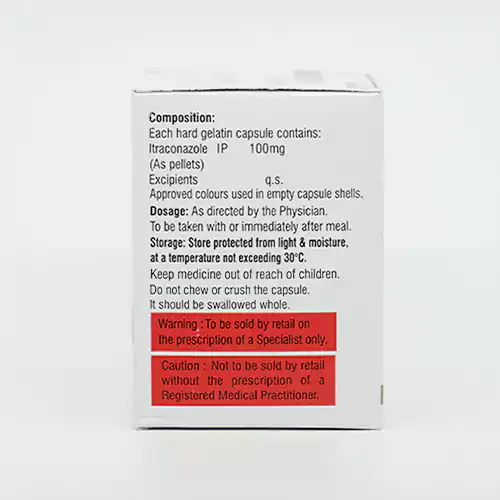 Composition:
Each hard gelatin capsule contains:
Itraconazole IP 100mg
(As pellets)
Excipients q.s.
Approved colours used in empty capsule shells.
Dosage: As directed by the Physician.
To be taken with or immediately after meal.
Storage: Store protected from light & moisture,
at a temperature not exceeding 30°C.
Keep medicine out of reach of children.
Do not chew or crush the capsule.
It should be swallowed whole.
Warning : To be sold by retail on
the prescription of a Specialist only.
Caution : Not to be sold by retail
without the prescription of a
Registered Medical Practitioner.